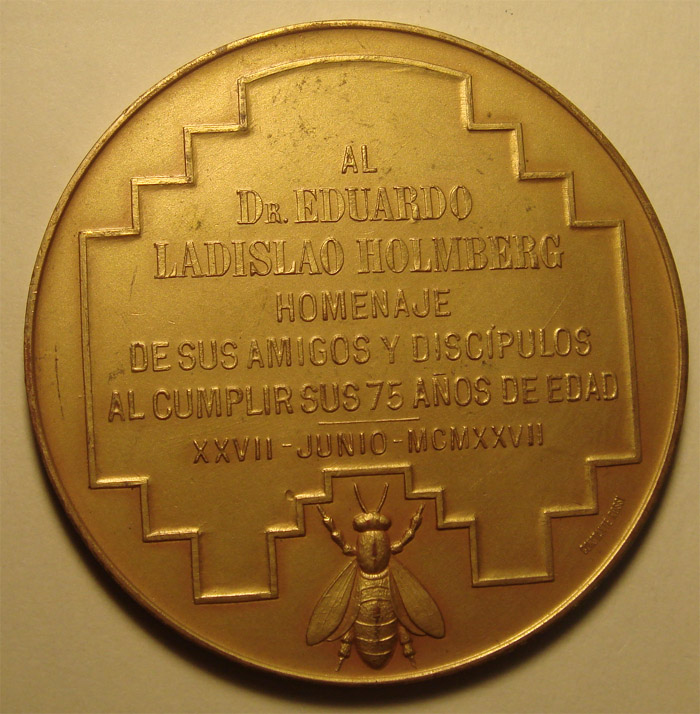 AL
DR. EDUARDO
LADISLAO HOLMBERG
HOMENAJE
DE SUS AMIGOS Y DISCÍPULOS
AL CUMPLIR SUS 75 AÑOS DE EDAD
XXVII - JUNIO - MCMXXVII